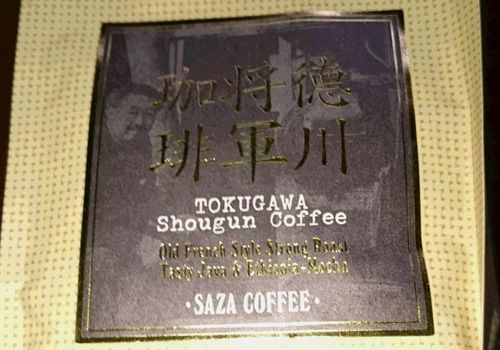 徳川
将軍
珈琲
TOKUGAWA
Shougun Coffee
Old French Style Strong Roast
Tasty Java & Ethiopia-Mocha
·SAZA COFFEE·